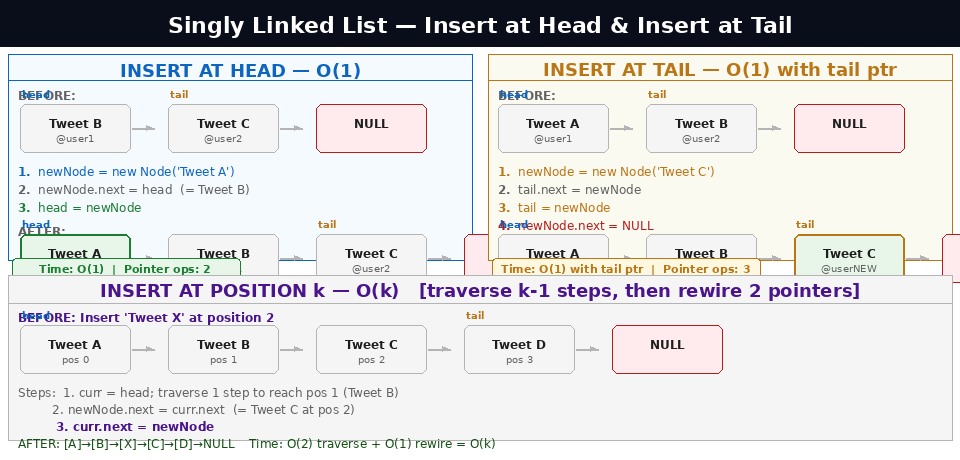 Singly Linked List — Insert at Head & Insert at Tail
INSERT AT HEAD — O(1)
BEFORE:
head
tail
Tweet B
@user1
Tweet C
@user2
NULL
1. newNode = new Node('Tweet A')
2. newNode.next = head (= Tweet B)
3. head = newNode
AFTER:
head
tail
Tweet A
Tweet B
Tweet C
@user2
Time: O(1) | Pointer ops: 2
INSERT AT TAIL — O(1) with tail ptr
BEFORE:
head
tail
Tweet A
@user1
Tweet B
@user2
NULL
1. newNode = new Node('Tweet C')
2. tail.next = newNode
3. tail = newNode
4. newNode.next = NULL
head
tail
Tweet A
Tweet B
Tweet C
@userNEW
Time: O(1) with tail ptr | Pointer ops: 3
INSERT AT POSITION k — O(k) [traverse k-1 steps, then rewire 2 pointers]
BEFORE: Insert 'Tweet X' at position 2
head
tail
Tweet A
pos 0
Tweet B
pos 1
Tweet C
pos 2
Tweet D
pos 3
NULL
Steps: 1. curr = head; traverse 1 step to reach pos 1 (Tweet B)
2. newNode.next = curr.next (= Tweet C at pos 2)
3. curr.next = newNode
AFTER: [A]→[B]→[X]→[C]→[D]→NULL Time: O(2) traverse + O(1) rewire = O(k)